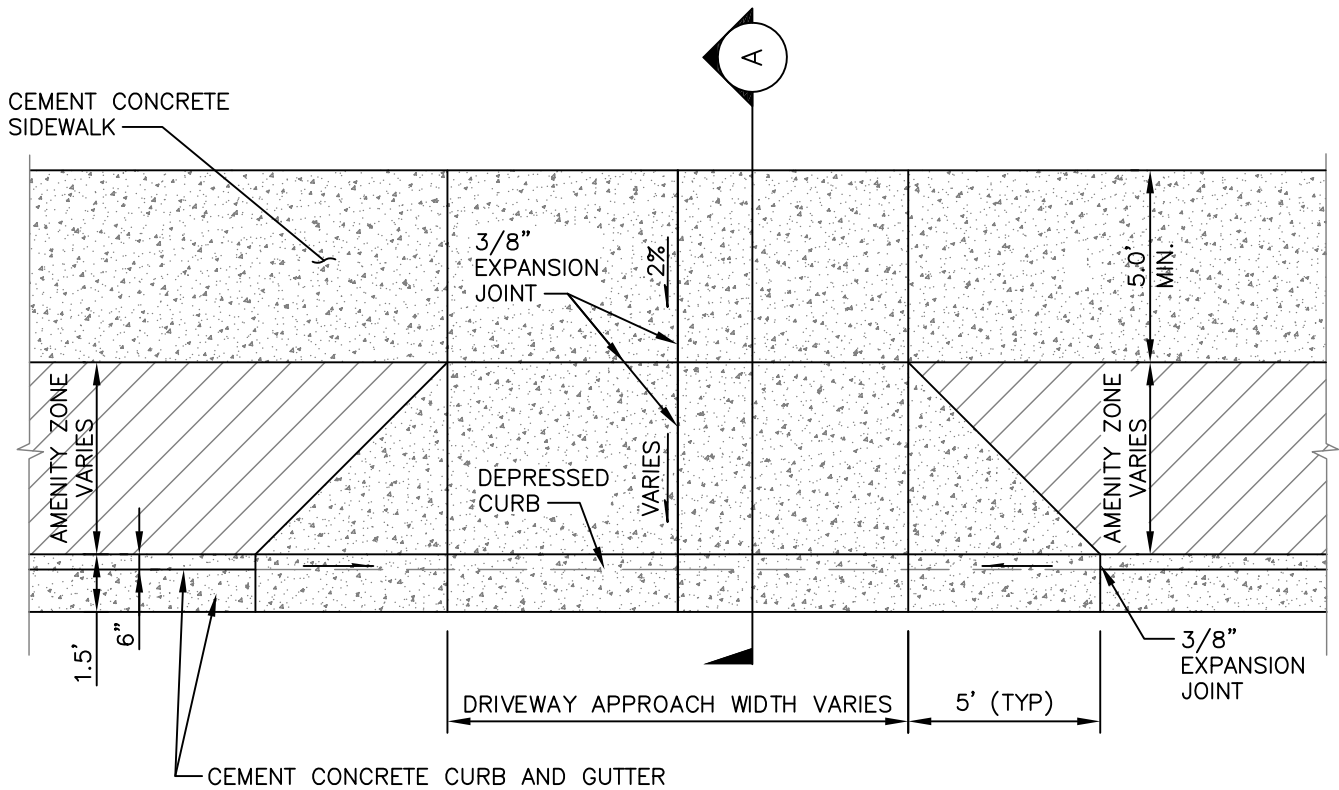 A
CEMENT CONCRETE
SIDEWALK
3/8"
EXPANSION
JOINT
2%
5.0'
MIN.
AMENITY ZONE
VARIES
DEPRESSED
CURB
VARIES
AMENITY ZONE
VARIES
1.5'
6"
3/8"
EXPANSION
JOINT
DRIVEWAY APPROACH WIDTH VARIES
5' (TYP)
CEMENT CONCRETE CURB AND GUTTER